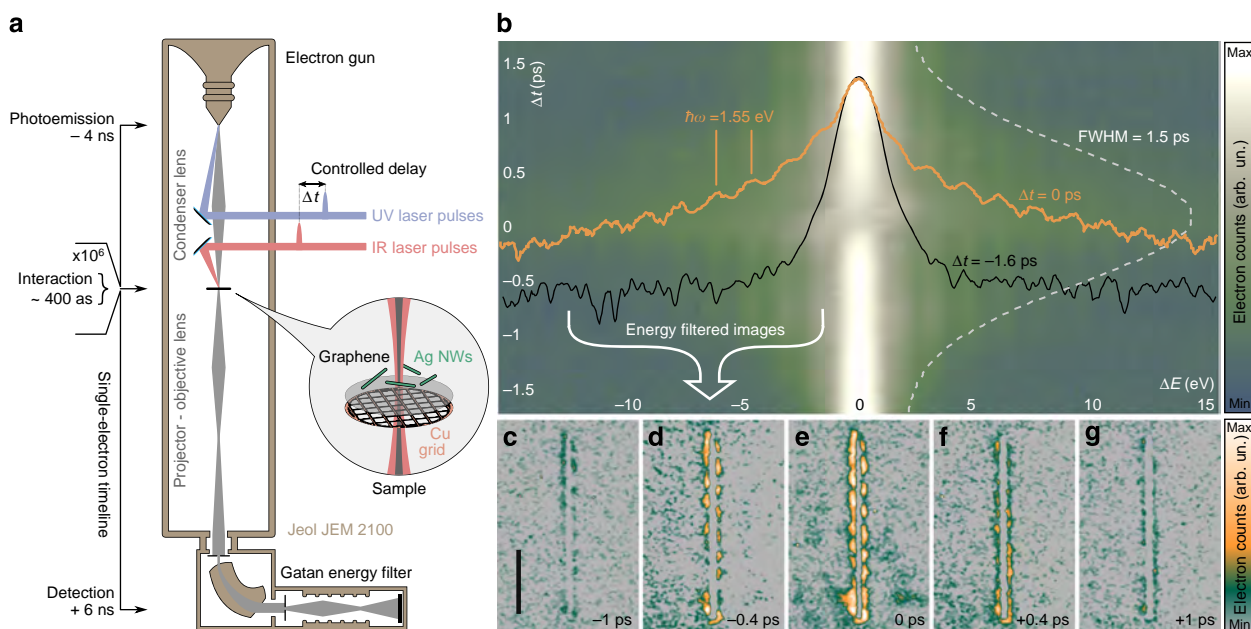 a
Electron gun
Photoemission
– 4 ns
Condenser lens
Controlled delay
Δt
UV laser pulses
IR laser pulses
x10⁶
Interaction
~ 400 as
Projector - objective lens
Graphene
Ag NWs
Cu
grid
Sample
Single-electron timeline
Jeol JEM 2100
Gatan energy filter
Detection
+ 6 ns
b
Δt (ps)
1.5
1
0.5
0
–0.5
–1
–1.5
ℏω =1.55 eV
FWHM = 1.5 ps
Δt = 0 ps
Δt = –1.6 ps
Energy filtered images
ΔE (eV)
–10
–5
0
5
10
15
Max
Electron counts (arb. un.)
Min
c
–1 ps
d
–0.4 ps
e
0 ps
f
+0.4 ps
g
+1 ps
Max
Electron counts (arb. un.)
Min